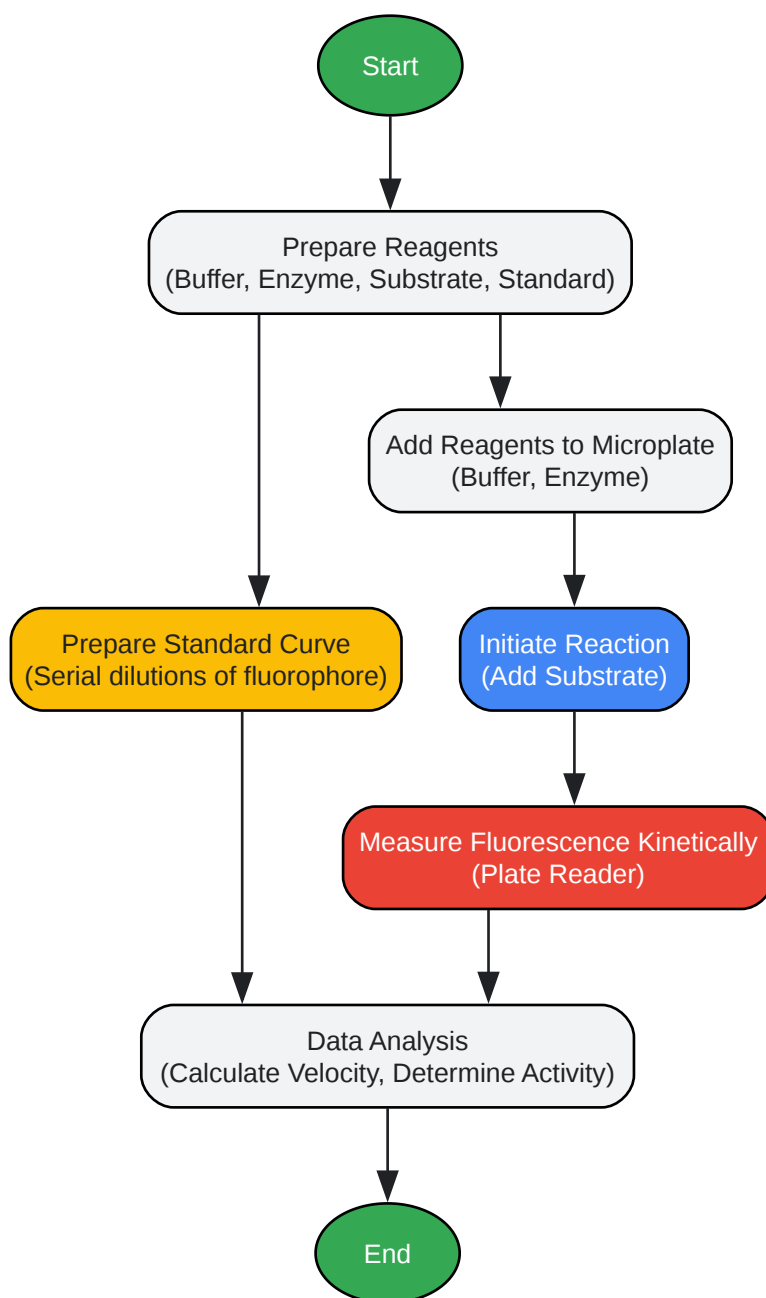 Start
Prepare Reagents
(Buffer, Enzyme, Substrate, Standard)
Add Reagents to Microplate
(Buffer, Enzyme)
Prepare Standard Curve
(Serial dilutions of fluorophore)
Initiate Reaction
(Add Substrate)
Measure Fluorescence Kinetically
(Plate Reader)
Data Analysis
(Calculate Velocity, Determine Activity)
End